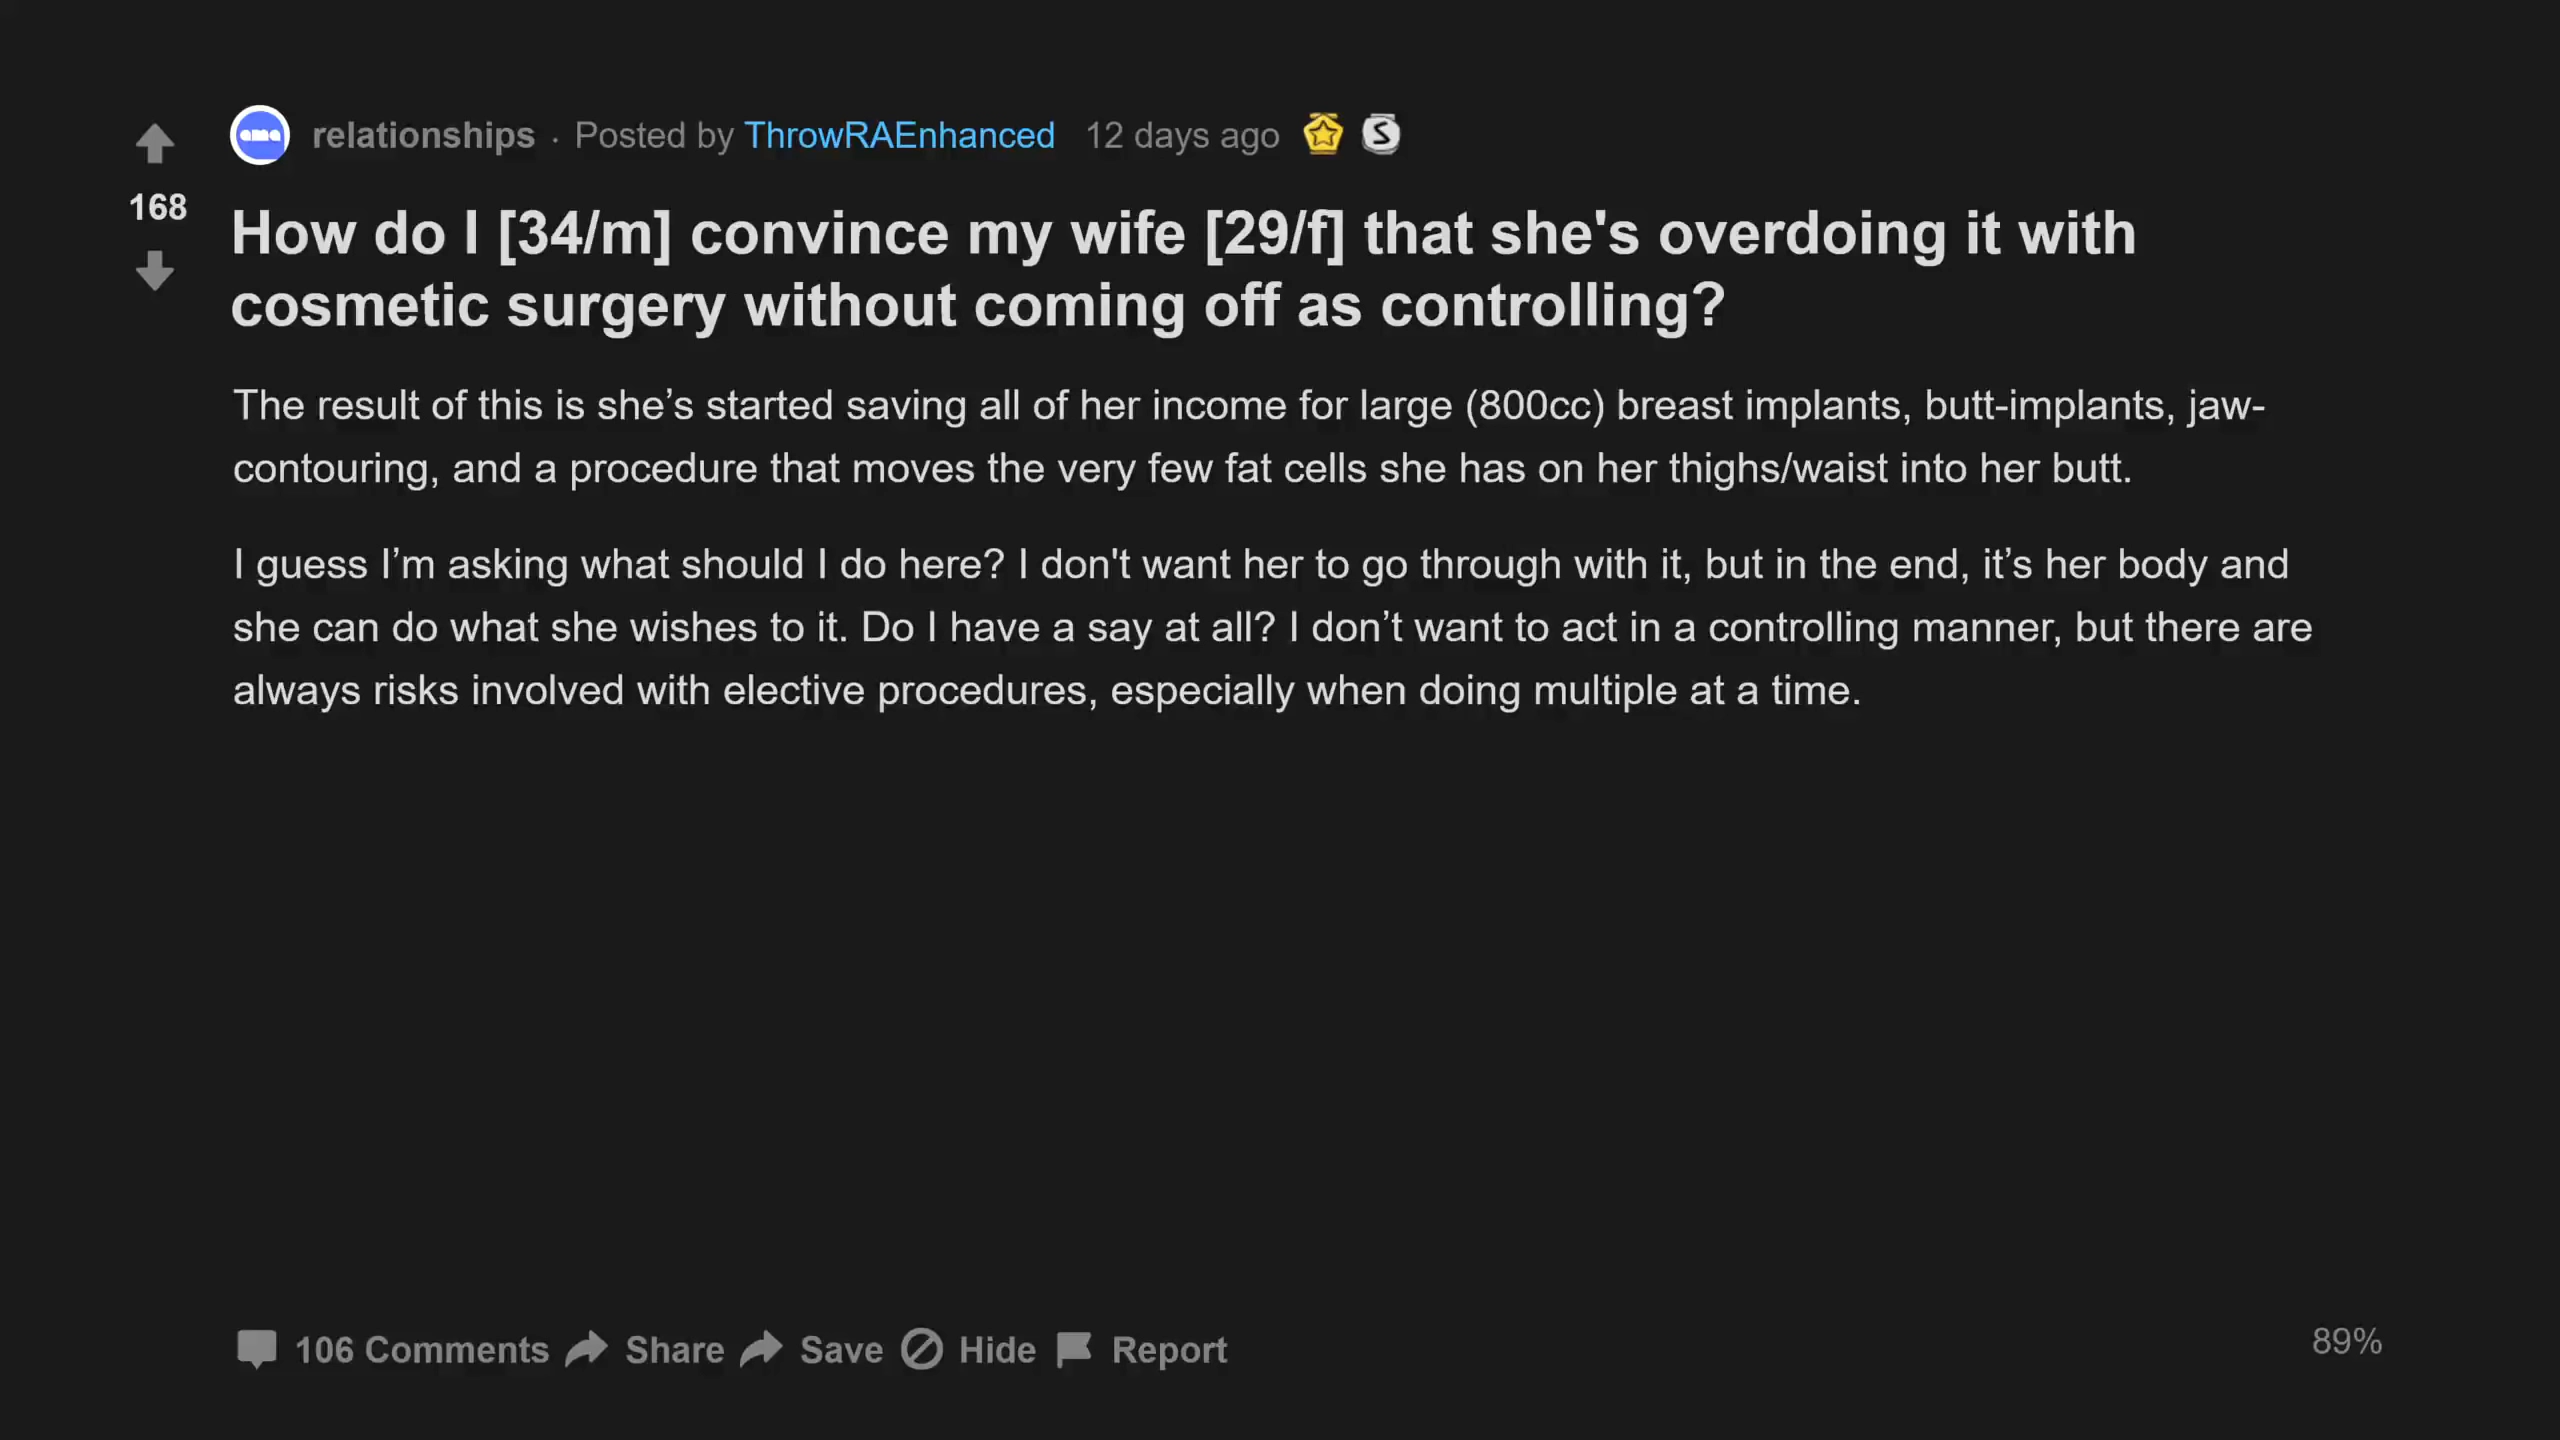 relationships · Posted by ThrowRAEnhanced 12 days ago
168
How do I [34/m] convince my wife [29/f] that she's overdoing it with
cosmetic surgery without coming off as controlling?
The result of this is she’s started saving all of her income for large (800cc) breast implants, butt-implants, jaw-
contouring, and a procedure that moves the very few fat cells she has on her thighs/waist into her butt.
I guess I’m asking what should I do here? I don't want her to go through with it, but in the end, it’s her body and
she can do what she wishes to it. Do I have a say at all? I don’t want to act in a controlling manner, but there are
always risks involved with elective procedures, especially when doing multiple at a time.
106 Comments Share Save Hide Report
89%